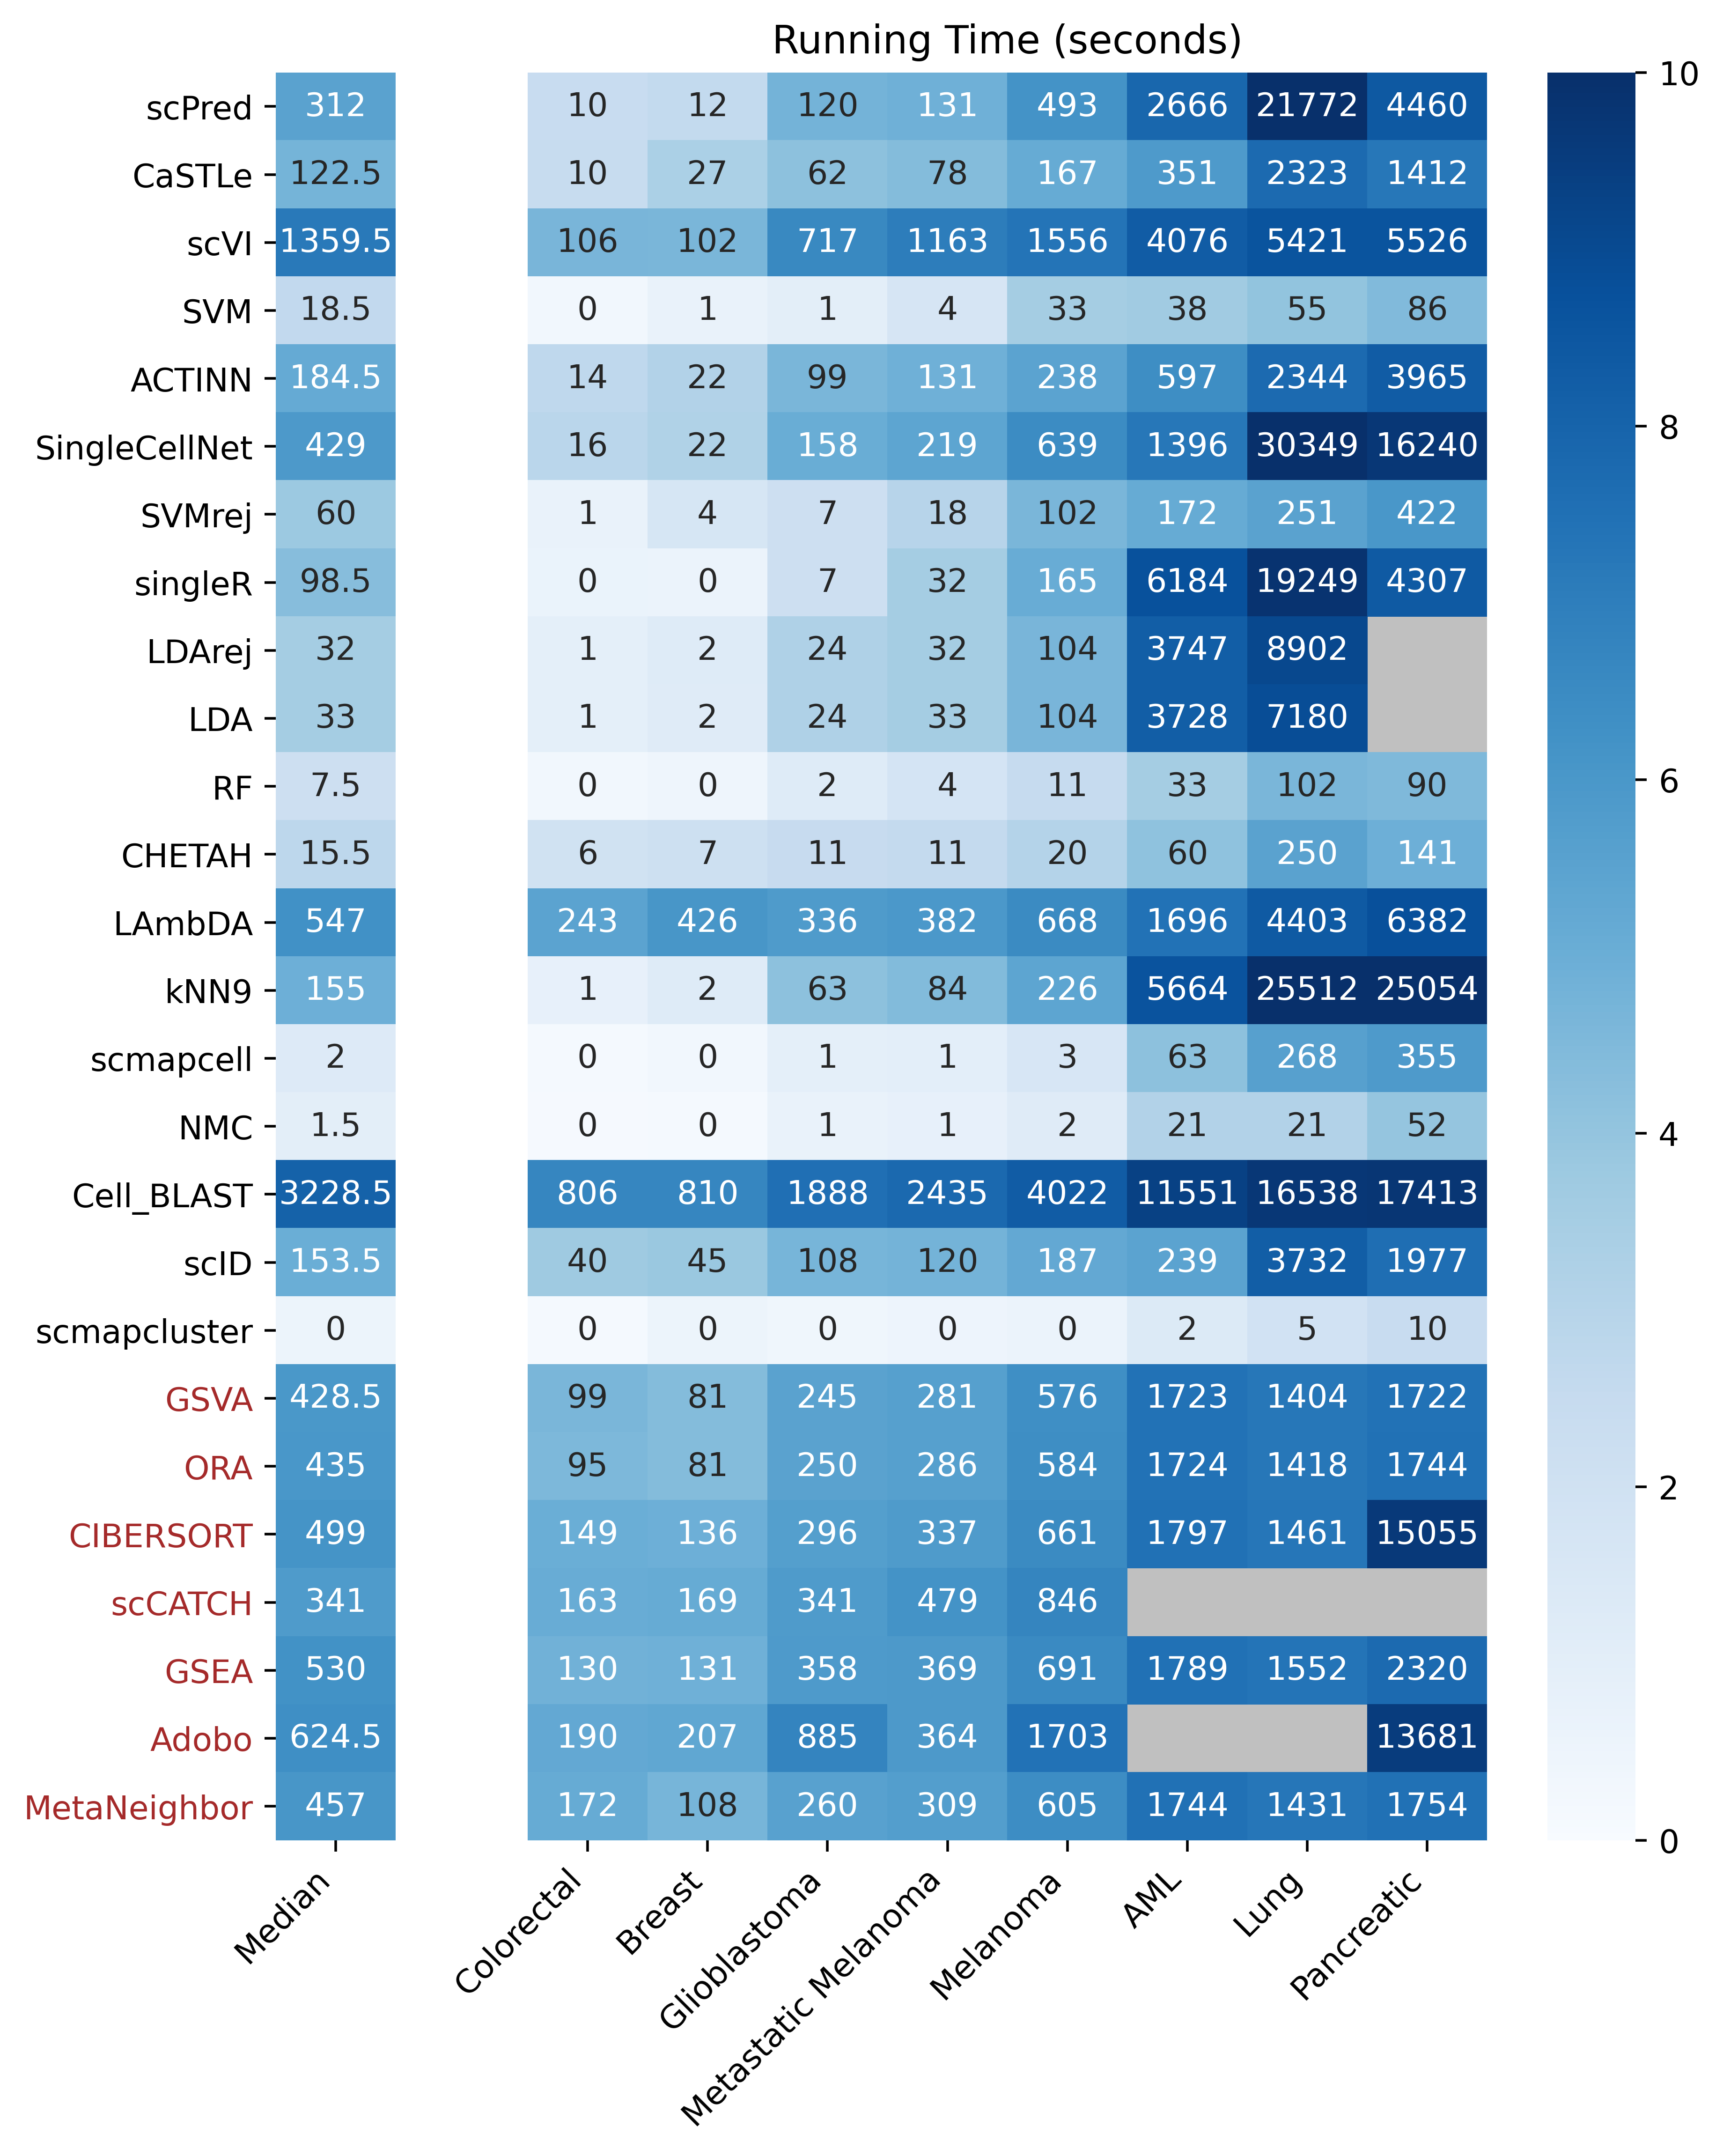 Running Time (seconds)
scPred 312 10 12 120 131 493 2666 21772 4460
CaSTLe 122.5 10 27 62 78 167 351 2323 1412
scVI 1359.5 106 102 717 1163 1556 4076 5421 5526
SVM 18.5 0 1 1 4 33 38 55 86
ACTINN 184.5 14 22 99 131 238 597 2344 3965
SingleCellNet 429 16 22 158 219 639 1396 30349 16240
SVMrej 60 1 4 7 18 102 172 251 422
singleR 98.5 0 0 7 32 165 6184 19249 4307
LDArej 32 1 2 24 32 104 3747 8902
LDA 33 1 2 24 33 104 3728 7180
RF 7.5 0 0 2 4 11 33 102 90
CHETAH 15.5 6 7 11 11 20 60 250 141
LAmbDA 547 243 426 336 382 668 1696 4403 6382
kNN9 155 1 2 63 84 226 5664 25512 25054
scmapcell 2 0 0 1 1 3 63 268 355
NMC 1.5 0 0 1 1 2 21 21 52
Cell_BLAST 3228.5 806 810 1888 2435 4022 11551 16538 17413
scID 153.5 40 45 108 120 187 239 3732 1977
scmapcluster 0 0 0 0 0 0 2 5 10
GSVA 428.5 99 81 245 281 576 1723 1404 1722
ORA 435 95 81 250 286 584 1724 1418 1744
CIBERSORT 499 149 136 296 337 661 1797 1461 15055
scCATCH 341 163 169 341 479 846
GSEA 530 130 131 358 369 691 1789 1552 2320
Adobo 624.5 190 207 885 364 1703 13681
MetaNeighbor 457 172 108 260 309 605 1744 1431 1754
Median
Colorectal
Breast
Glioblastoma
Metastatic Melanoma
Melanoma
AML
Lung
Pancreatic
10
8
6
4
2
0